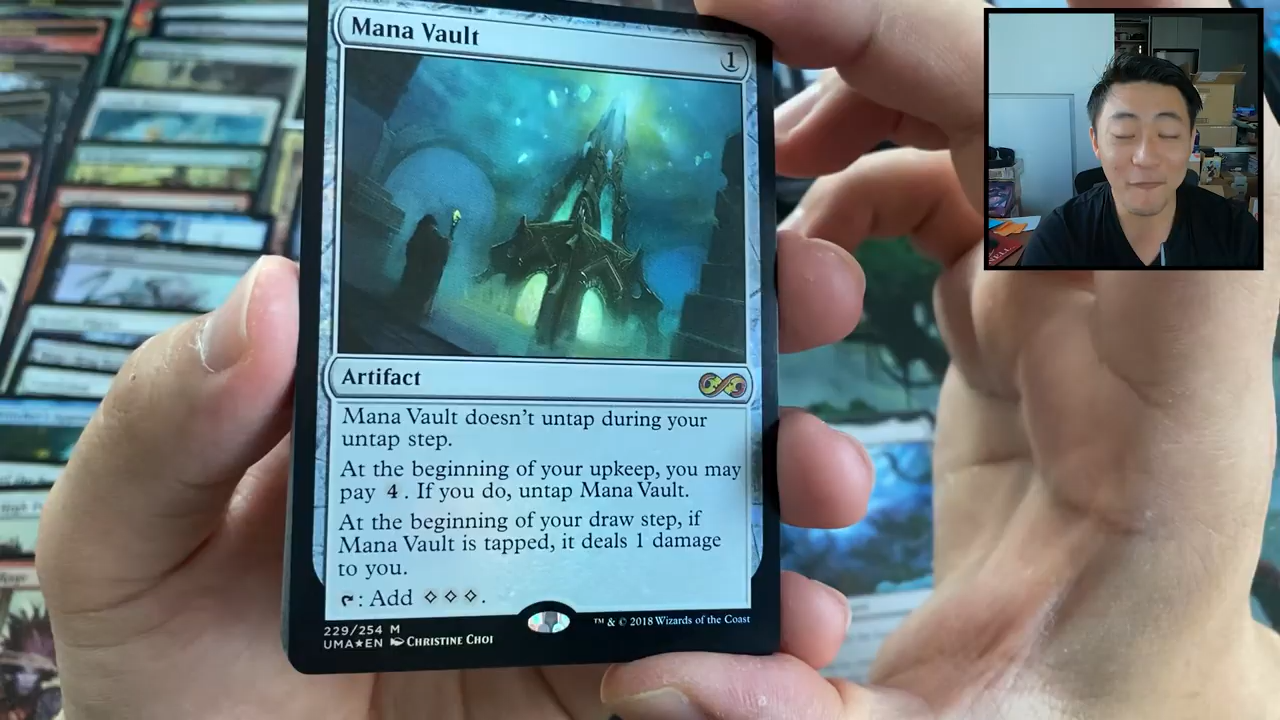 Mana Vault
1
Artifact
Mana Vault doesn't untap during your
untap step.
At the beginning of your upkeep, you may
pay 4. If you do, untap Mana Vault.
At the beginning of your draw step, if
Mana Vault is tapped, it deals 1 damage
to you.
: Add
229/254 M
UMA★EN Christine Choi
™ & © 2018 Wizards of the Coast